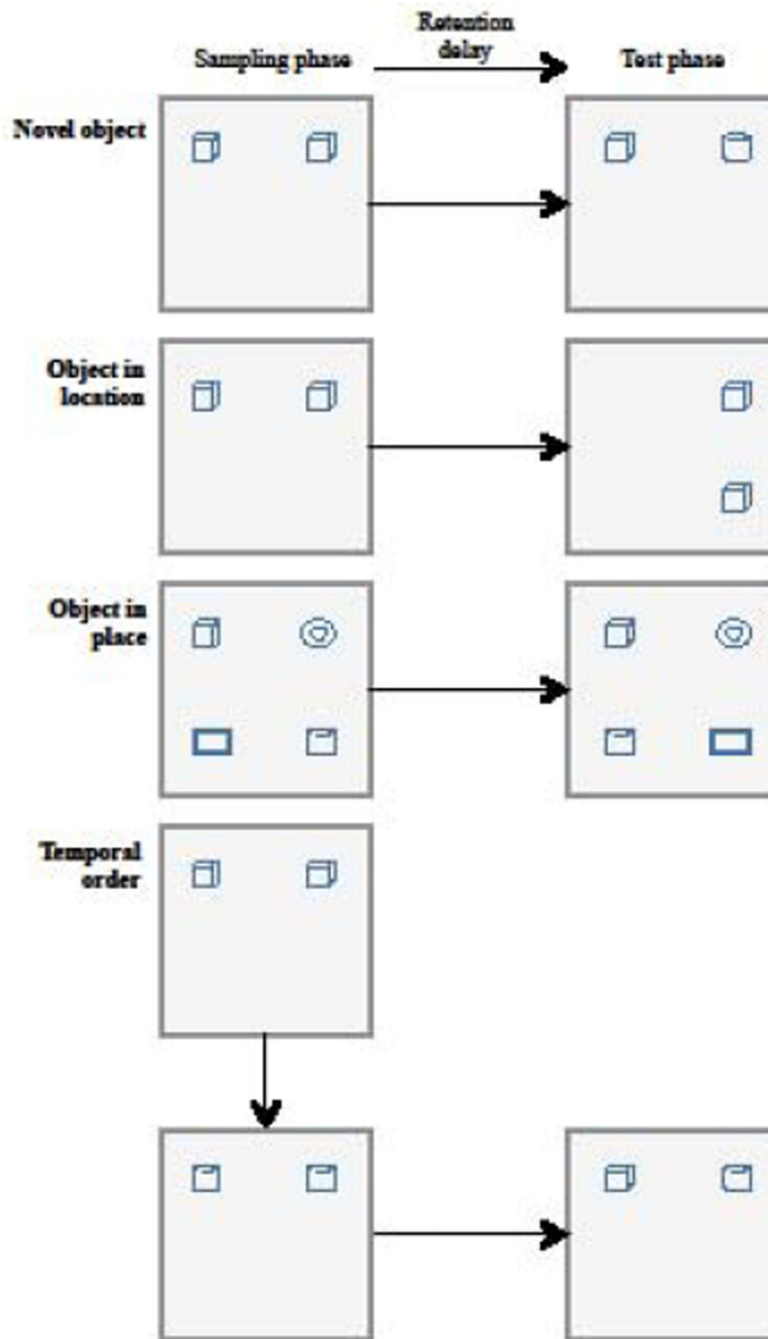 Retention
delay
Sampling phase
Test phase
Novel object
Object in
location
Object in
place
Temporal
order